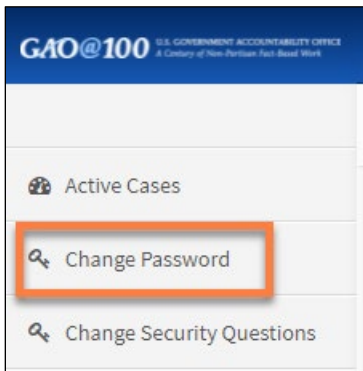 GAO@100 U.S. GOVERNMENT ACCOUNTABILITY OFFICE
A Century of Non-Partisan Fact-Based Work
Active Cases
Change Password
Change Security Questions